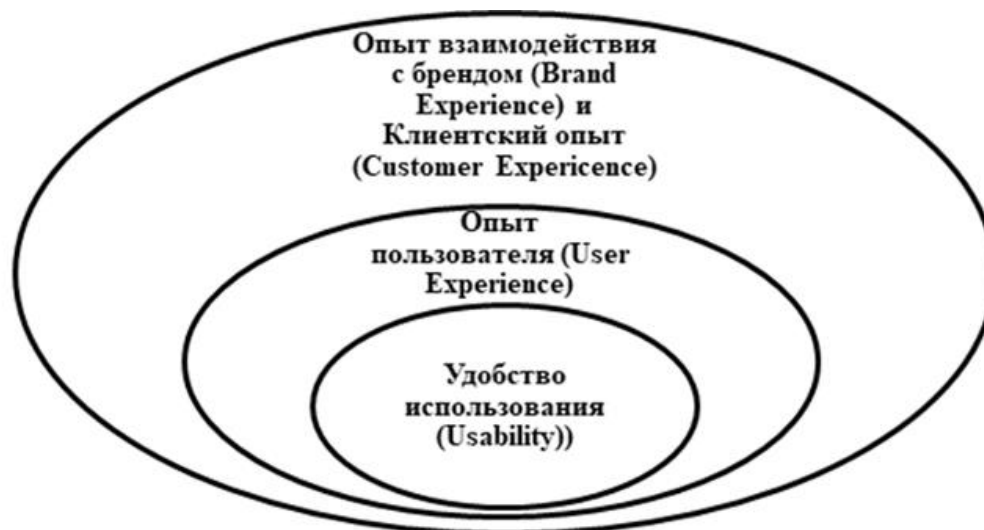 Опыт взаимодействия
с брендом (Brand
Experience) и
Клиентский опыт
(Customer Expericence)
Опыт
пользователя (User
Experience)
Удобство
использования
(Usability))